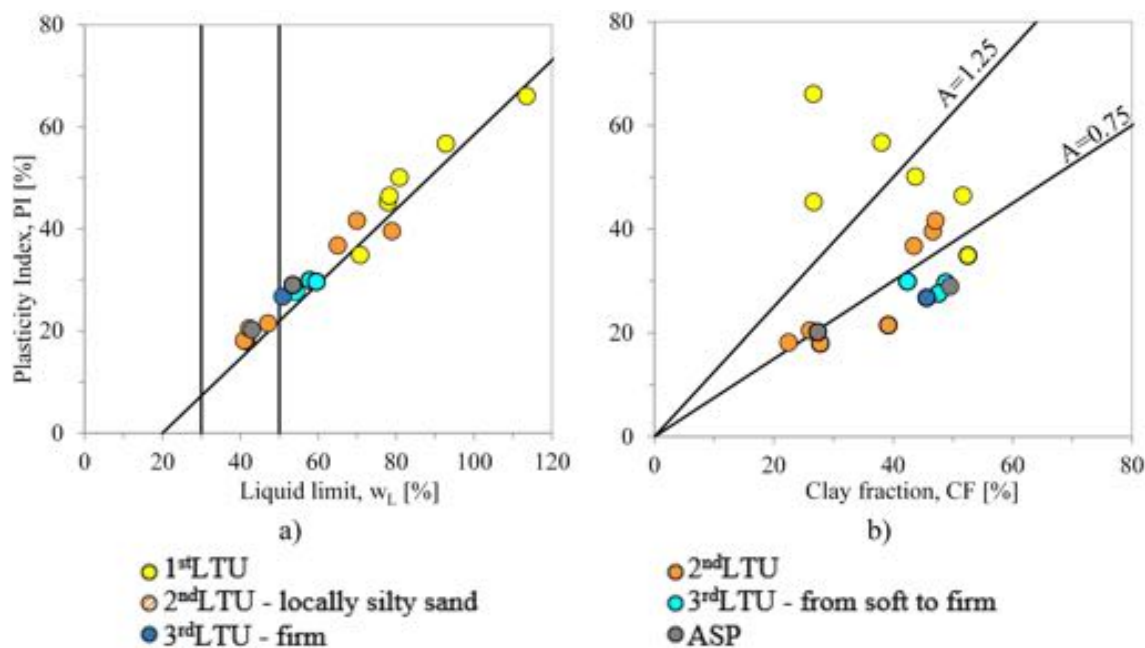 80
60
40
20
0
Plasticity Index, PI [%]
0 20 40 60 80 100 120
Liquid limit, wL [%]
a)
80
60
40
20
0
A=1.25
A=0.75
0 20 40 60 80
Clay fraction, CF [%]
b)
1stLTU
2ndLTU
2ndLTU - locally silty sand
3rdLTU - from soft to firm
3rdLTU - firm
ASP